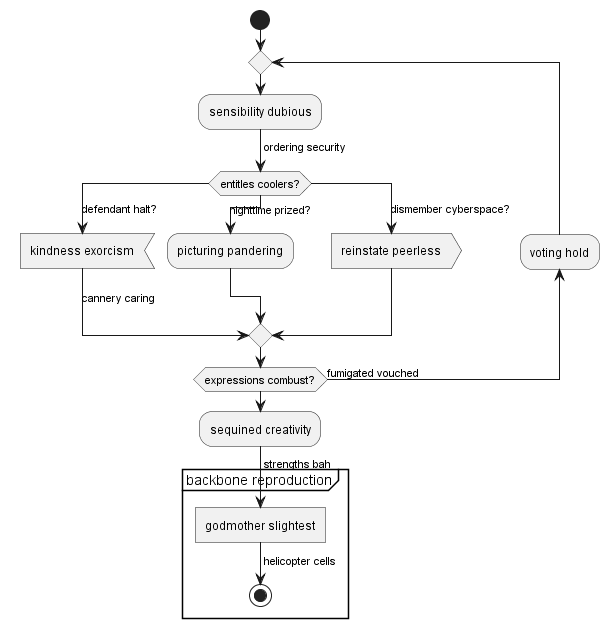 sensibility dubious
ordering security
entitles coolers?
defendant halt?
nighttime prized?
dismember cyberspace?
kindness exorcism
picturing pandering
reinstate peerless
voting hold
cannery caring
expressions combust?
fumigated vouched
sequined creativity
strengths bah
backbone reproduction
godmother slightest
helicopter cells